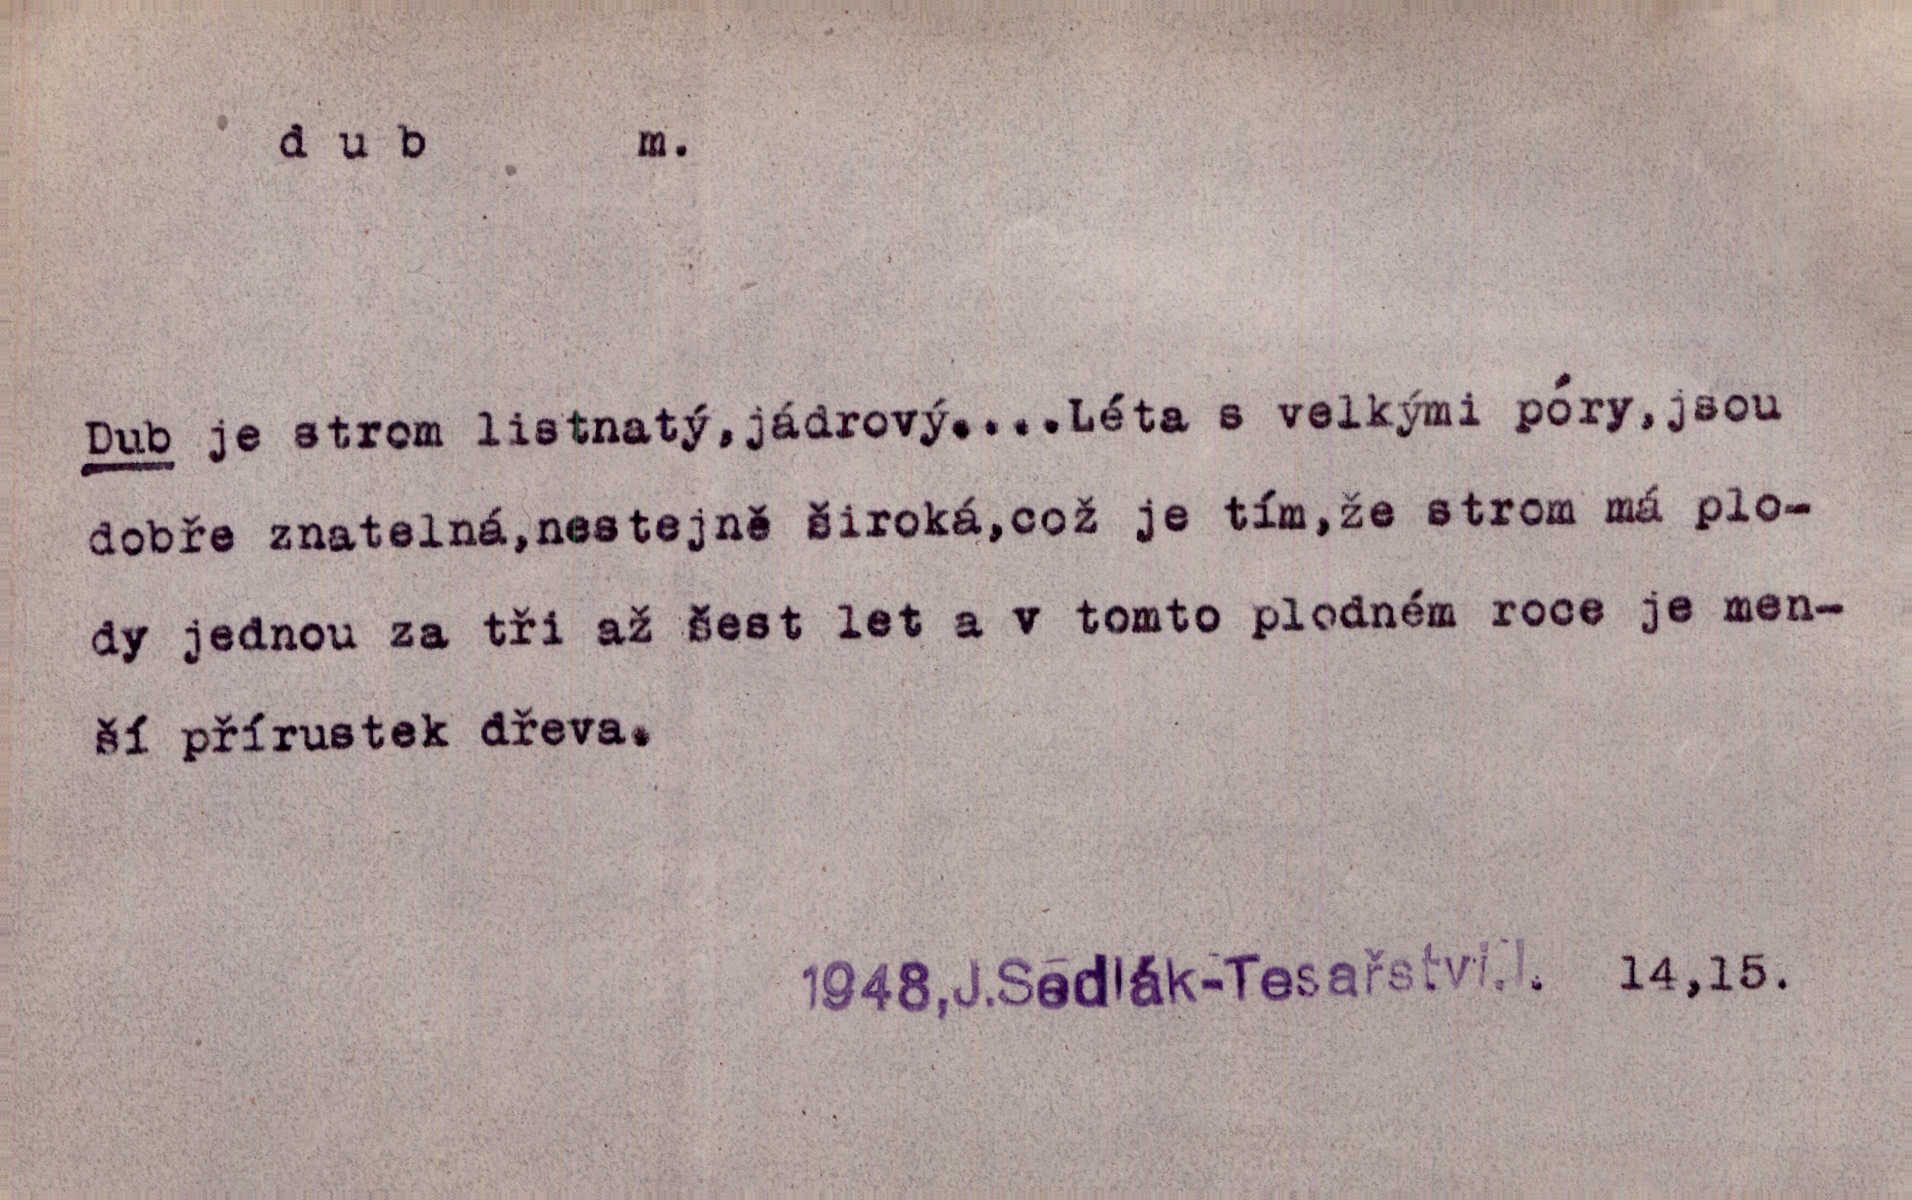 d u b m.
Dub je strom listnatý,jádrový....Léta s velkými póry,jsou
dobře znatelná,nestejně široká,což je tím,že strom má plo-
dy jednou za tři až šest let a v tomto plodném roce je men-
ší přírustek dřeva.
1948,J.Sedlák-Tesařství.I. 14,15.